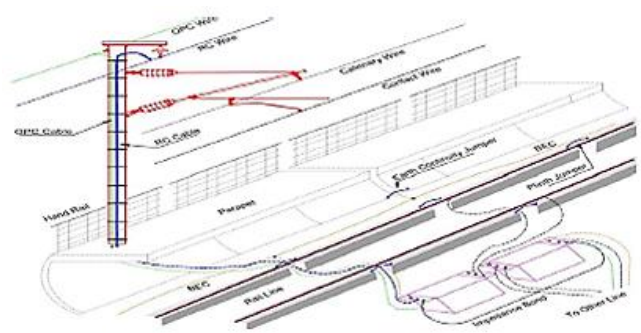 OPC Wire
RC Wire
Catenary Wire
Contact Wire
OPC Cable
RC Cable
BEC
Earth Continuity Jumper
Plinth Jumper
Hand Rail
Parapet
BEC
Rail Line
Impedance Bond
To Other Line